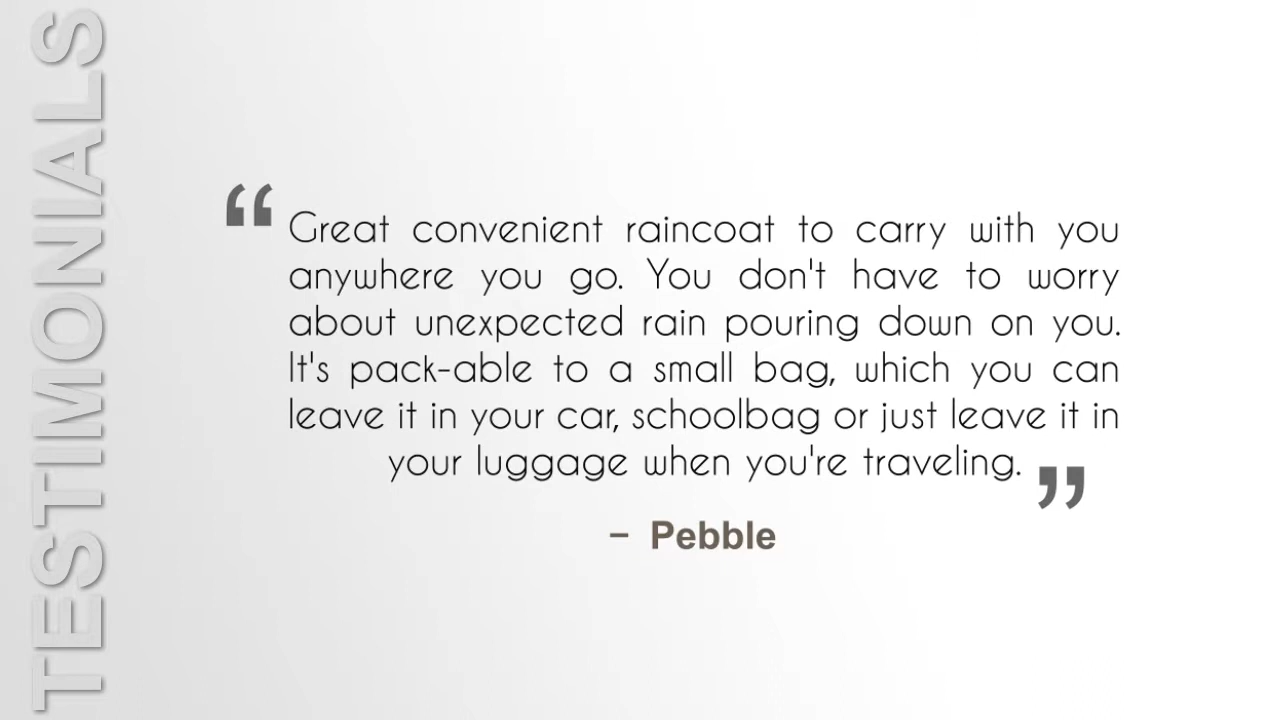 TESTIMONIALS
“Great convenient raincoat to carry with you
anywhere you go. You don't have to worry
about unexpected rain pouring down on you.
It's pack-able to a small bag, which you can
leave it in your car, schoolbag or just leave it in
your luggage when you're traveling.”
– Pebble